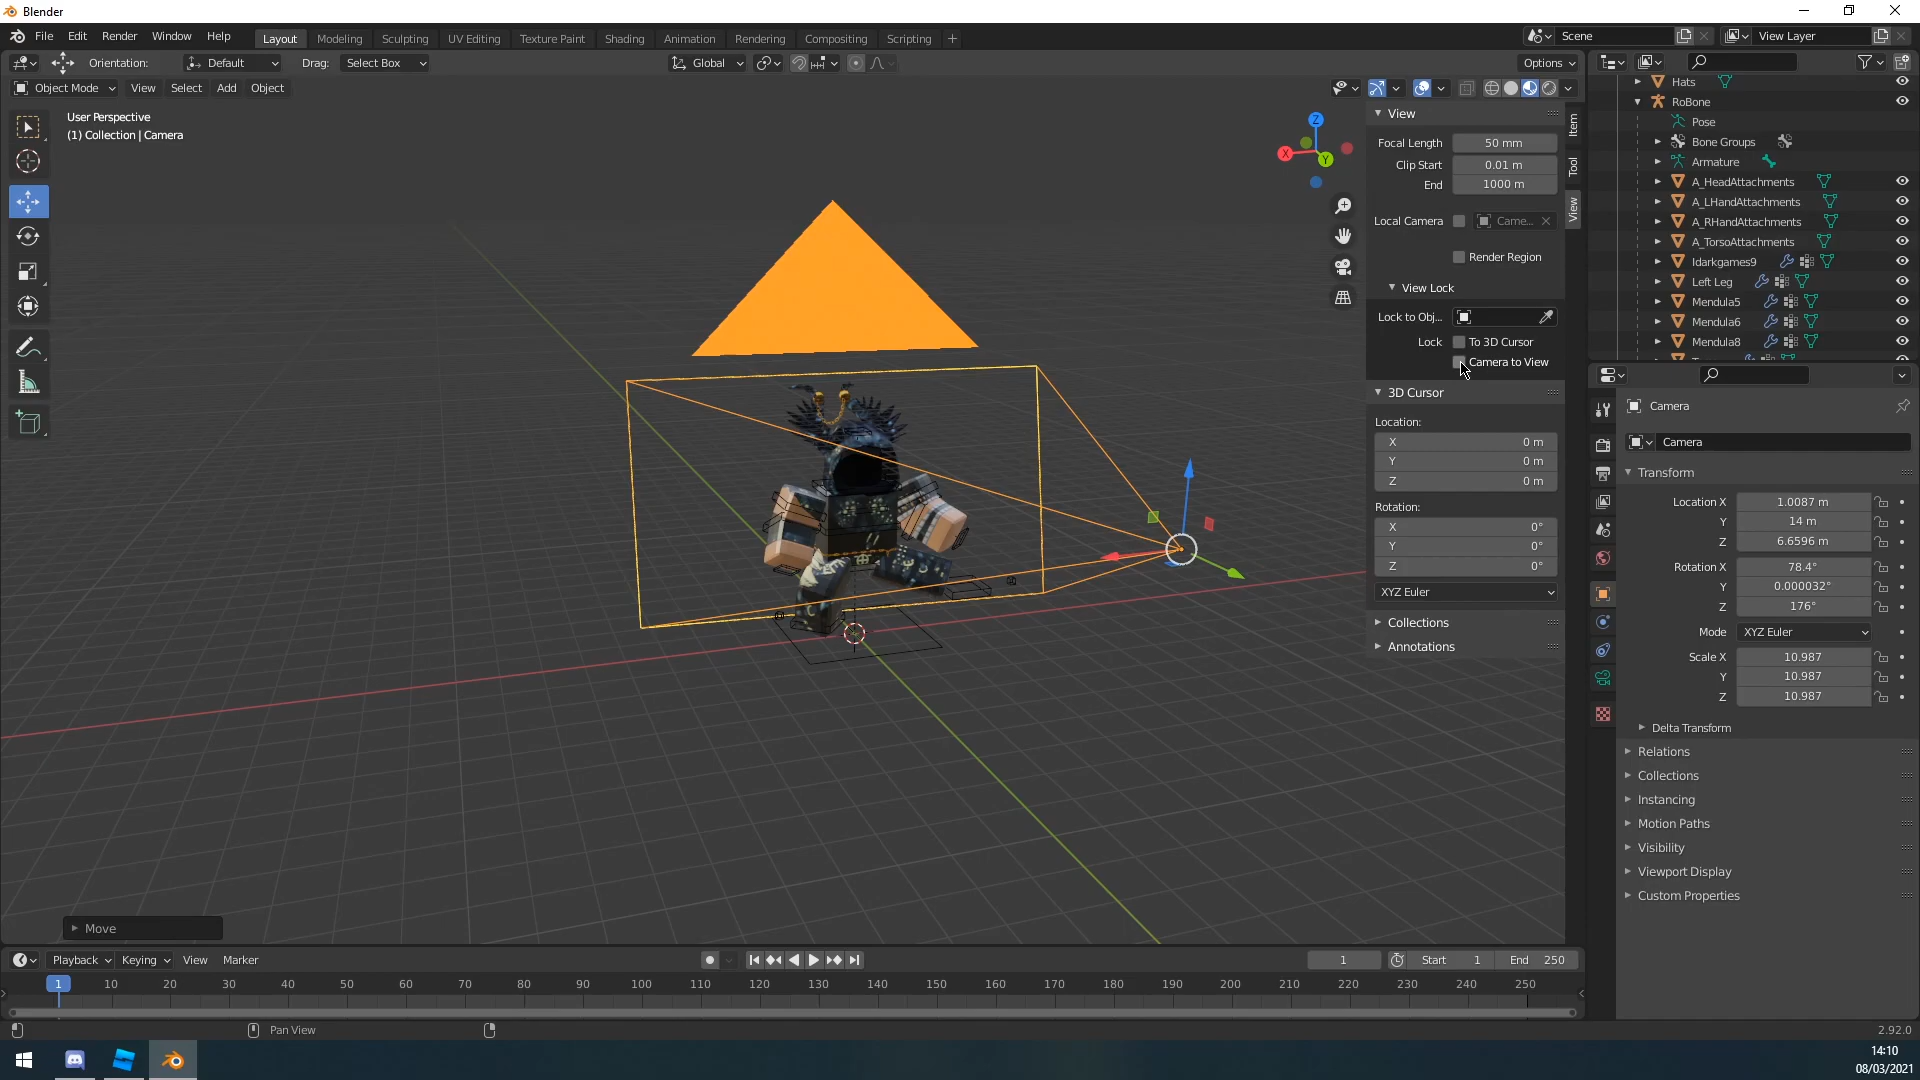 Blender
File Edit Render Window Help Layout Modeling Sculpting UV Editing Texture Paint Shading Animation Rendering Compositing Scripting + Scene View Layer
Orientation: Default Drag: Select Box Global Options
Object Mode View Select Add Object
User Perspective
(1) Collection | Camera
Z
X
Y
View
Focal Length 50 mm
Clip Start 0.01 m
End 1000 m
Local Camera Came...
Render Region
View Lock
Lock to Obj...
Lock To 3D Cursor
Camera to View
3D Cursor
Location:
X 0 m
Y 0 m
Z 0 m
Rotation:
X 0°
Y 0°
Z 0°
XYZ Euler
Collections
Annotations
Item
Tool
View
Hats
RoBone
Pose
Bone Groups
Armature
A_HeadAttachments
A_LHandAttachments
A_RHandAttachments
A_TorsoAttachments
Idarkgames9
Left Leg
Mendula5
Mendula6
Mendula8
Camera
Camera
Transform
Location X 1.0087 m
Y 14 m
Z 6.6596 m
Rotation X 78.4°
Y 0.000032°
Z 176°
Mode XYZ Euler
Scale X 10.987
Y 10.987
Z 10.987
Delta Transform
Relations
Collections
Instancing
Motion Paths
Visibility
Viewport Display
Custom Properties
Move
Playback Keying View Marker 1 Start 1 End 250
1 10 20 30 40 50 60 70 80 90 100 110 120 130 140 150 160 170 180 190 200 210 220 230 240 250
Pan View 2.92.0
14:10
08/03/2021